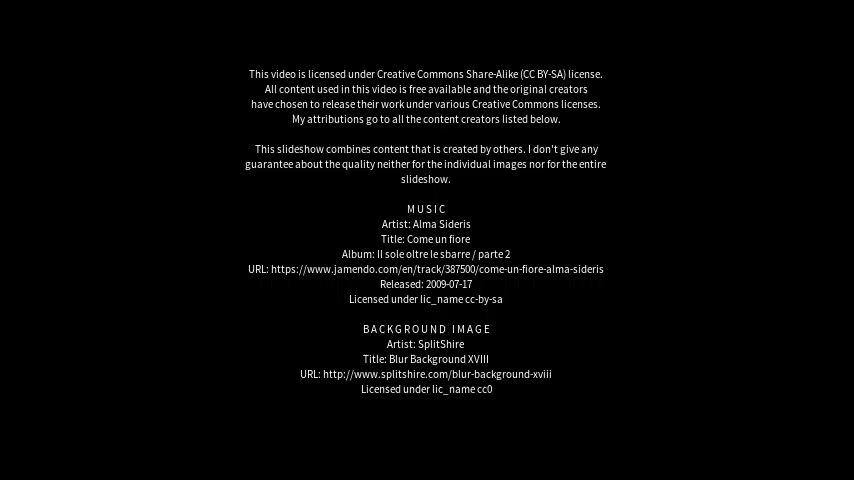 This video is licensed under Creative Commons Share-Alike (CC BY-SA) license.
All content used in this video is free available and the original creators
have chosen to release their work under various Creative Commons licenses.
My attributions go to all the content creators listed below.
This slideshow combines content that is created by others. I don't give any
guarantee about the quality neither for the individual images nor for the entire
slideshow.
MUSIC
Artist: Alma Sideris
Title: Come un fiore
Album: Il sole oltre le sbarre / parte 2
URL: https://www.jamendo.com/en/track/387500/come-un-fiore-alma-sideris
Released: 2009-07-17
Licensed under lic_name cc-by-sa
BACKGROUND IMAGE
Artist: SplitShire
Title: Blur Background XVIII
URL: http://www.splitshire.com/blur-background-xviii
Licensed under lic_name cc0